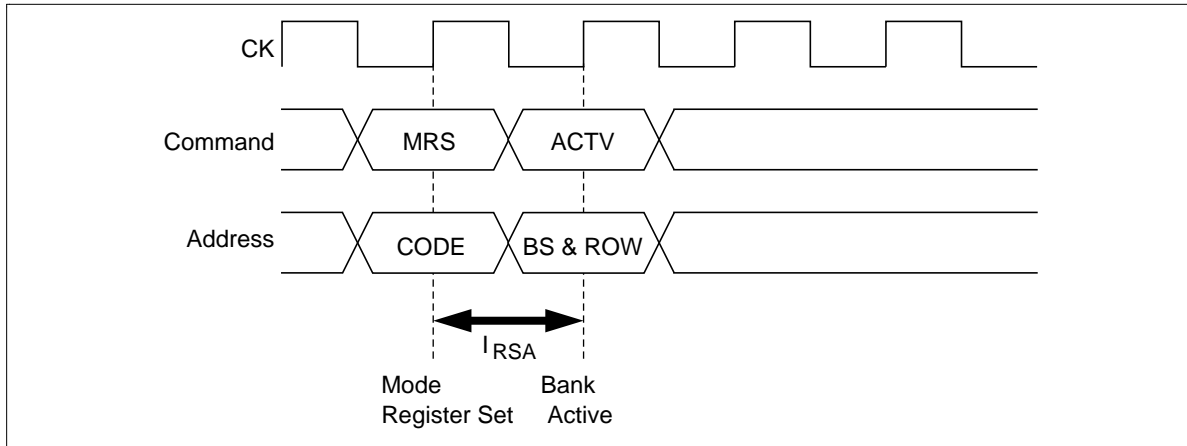 CK
Command MRS ACTV
Address CODE BS & ROW
l RSA
Mode Bank
Register Set Active